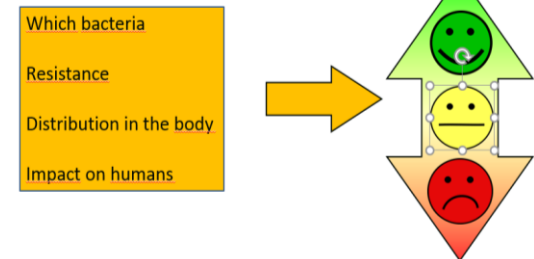 Which bacteria
Resistance
Distribution in the body
Impact on humans